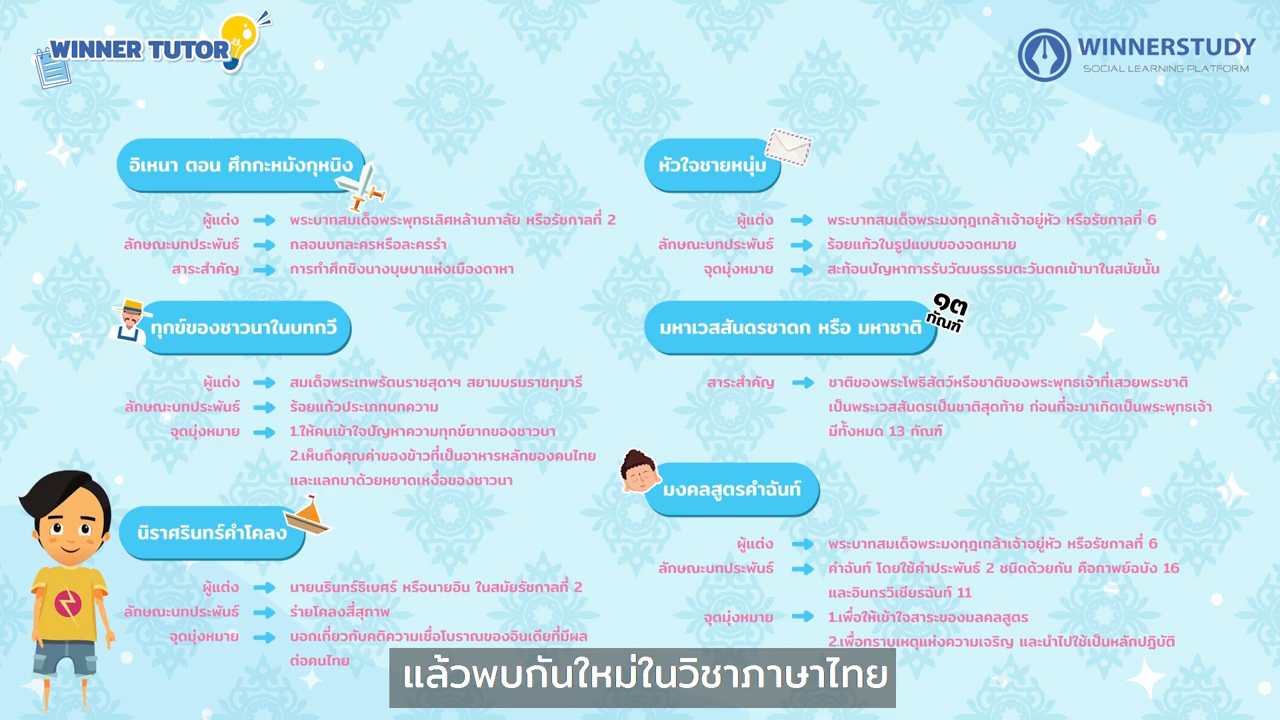 WINNER TUTOR
WINNERSTUDY
SOCIAL LEARNING PLATFORM
อิเหนา ตอน ศึกกะหมังกุหนิง
ผู้แต่ง พระบาทสมเด็จพระพุทธเลิศหล้านภาลัย หรือรัชกาลที่ 2
ลักษณะบทประพันธ์ กลอนบทละครหรือละครรำ
สาระสำคัญ การทำศึกชิงนางบุษบาแห่งเมืองดาหา
ทุกข์ของชาวนาในบทกวี
ผู้แต่ง สมเด็จพระเทพรัตนราชสุดาฯ สยามบรมราชกุมารี
ลักษณะบทประพันธ์ ร้อยแก้วประเภทบทความ
จุดมุ่งหมาย 1.ให้คนเข้าใจปัญหาความทุกข์ยากของชาวนา
2.เห็นถึงคุณค่าของข้าวที่เป็นอาหารหลักของคนไทย
และแลกมาด้วยหยาดเหงื่อของชาวนา
นิราศรินทร์คำโคลง
ผู้แต่ง นายนรินทร์ธิเบศร์ หรือนายอิน ในสมัยรัชกาลที่ 2
ลักษณะบทประพันธ์ ร่ายโคลงสี่สุภาพ
จุดมุ่งหมาย บอกเกี่ยวกับคติความเชื่อโบราณของอินเดียที่มีผล
ต่อคนไทย
หัวใจชายหนุ่ม
ผู้แต่ง พระบาทสมเด็จพระมงกุฎเกล้าเจ้าอยู่หัว หรือรัชกาลที่ 6
ลักษณะบทประพันธ์ ร้อยแก้วในรูปแบบของจดหมาย
จุดมุ่งหมาย สะท้อนปัญหาการรับวัฒนธรรมตะวันตกเข้ามาในสมัยนั้น
มหาเวสสันดรชาดก หรือ มหาชาติ
๑๓
กัณฑ์
สาระสำคัญ ชาติของพระโพธิสัตว์หรือชาติของพระพุทธเจ้าที่เสวยพระชาติ
เป็นพระเวสสันดรเป็นชาติสุดท้าย ก่อนที่จะมาเกิดเป็นพระพุทธเจ้า
มีทั้งหมด 13 กัณฑ์
มงคลสูตรคำฉันท์
ผู้แต่ง พระบาทสมเด็จพระมงกุฎเกล้าเจ้าอยู่หัว หรือรัชกาลที่ 6
ลักษณะบทประพันธ์ คำฉันท์ โดยใช้คำประพันธ์ 2 ชนิดด้วยกัน คือกาพย์ฉบัง 16
และอินทรวิเชียรฉันท์ 11
จุดมุ่งหมาย 1.เพื่อให้เข้าใจสาระของมลคลสูตร
2.เพื่อทราบเหตุแห่งความเจริญ และนำไปใช้เป็นหลักปฏิบัติ
แล้วพบกันใหม่ในวิชาภาษาไทย